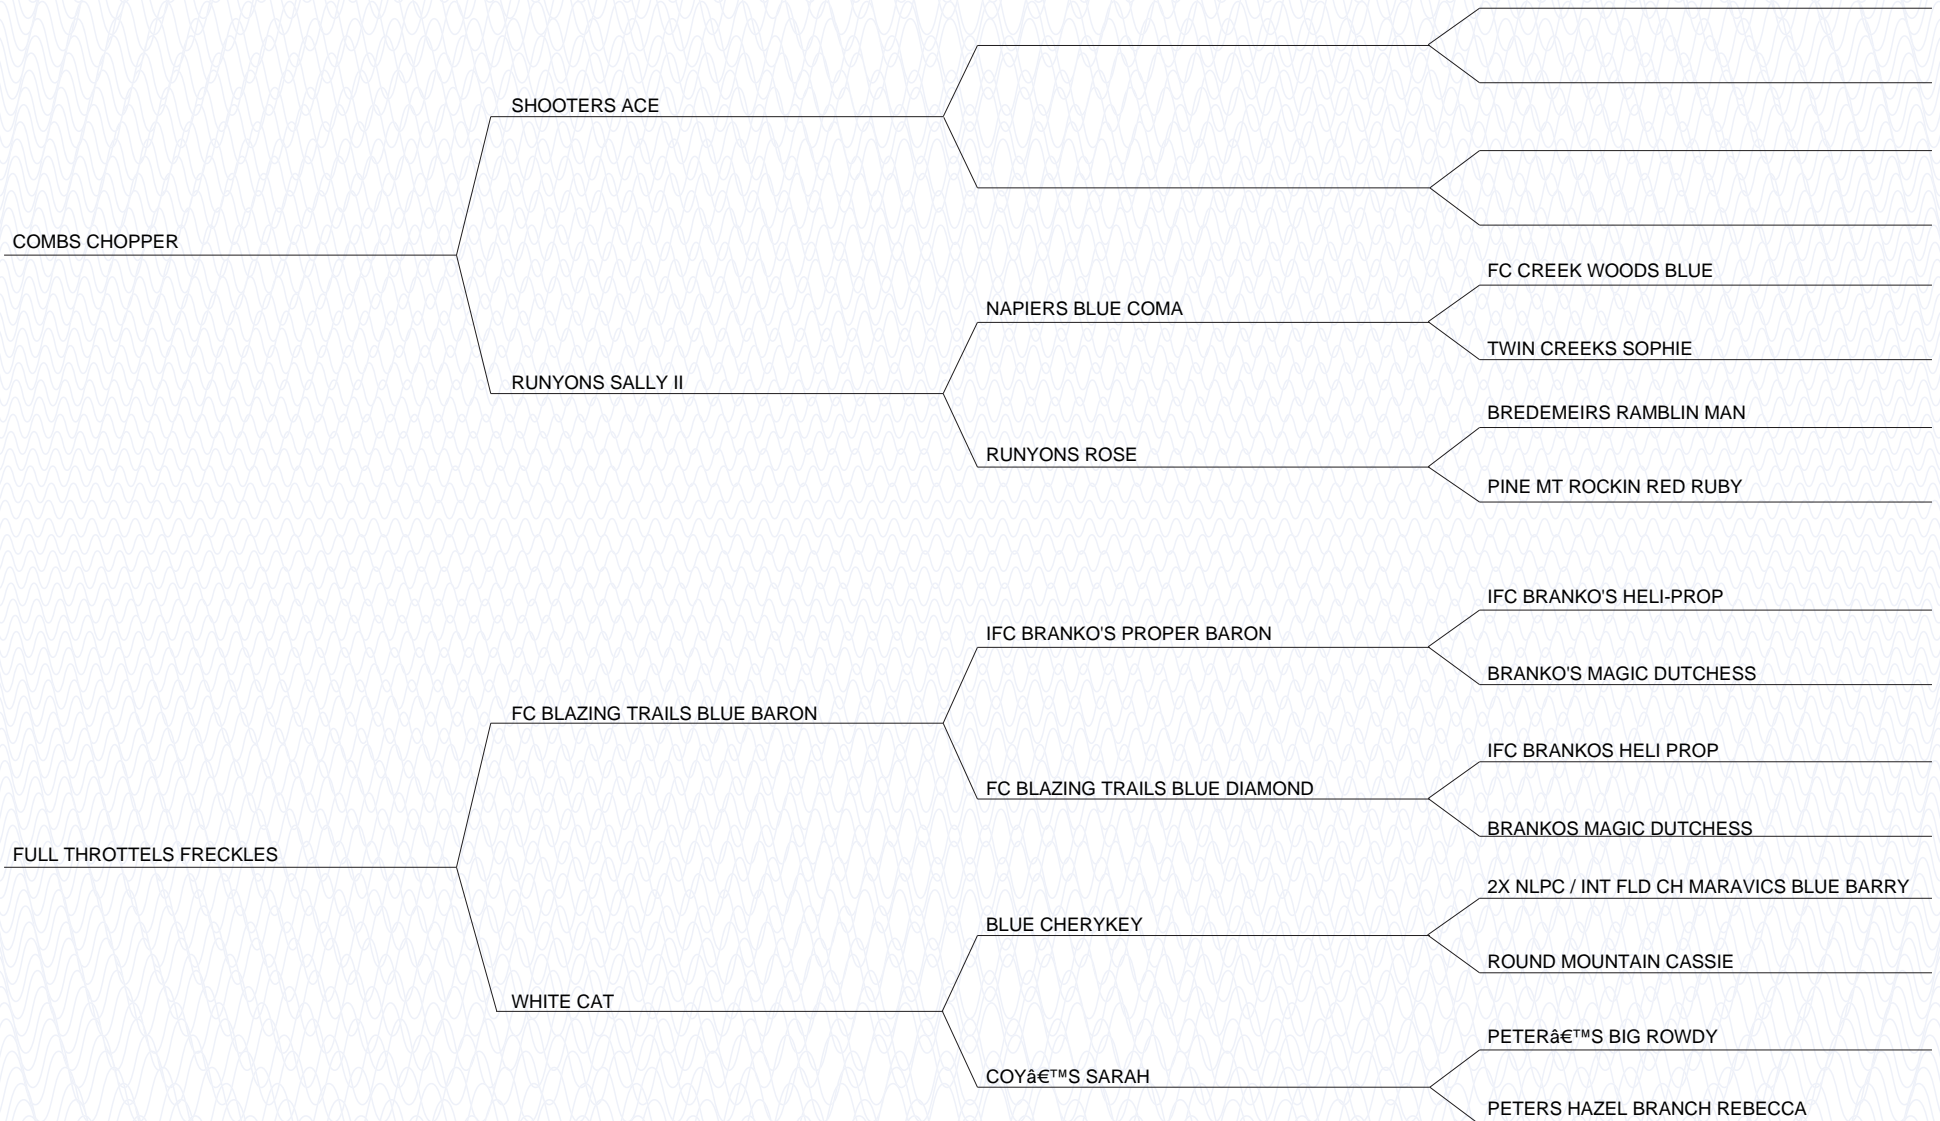 SHOOTERS ACE
COMBS CHOPPER
FC CREEK WOODS BLUE
NAPIERS BLUE COMA
TWIN CREEKS SOPHIE
RUNYONS SALLY II
BREDEMEIRS RAMBLIN MAN
RUNYONS ROSE
PINE MT ROCKIN RED RUBY
IFC BRANKO'S HELI-PROP
IFC BRANKO'S PROPER BARON
BRANKO'S MAGIC DUTCHESS
FC BLAZING TRAILS BLUE BARON
IFC BRANKOS HELI PROP
FC BLAZING TRAILS BLUE DIAMOND
BRANKOS MAGIC DUTCHESS
FULL THROTTELS FRECKLES
2X NLPC / INT FLD CH MARAVICS BLUE BARRY
BLUE CHERYKEY
ROUND MOUNTAIN CASSIE
WHITE CAT
PETERâ€™S BIG ROWDY
COYâ€™S SARAH
PETERS HAZEL BRANCH REBECCA